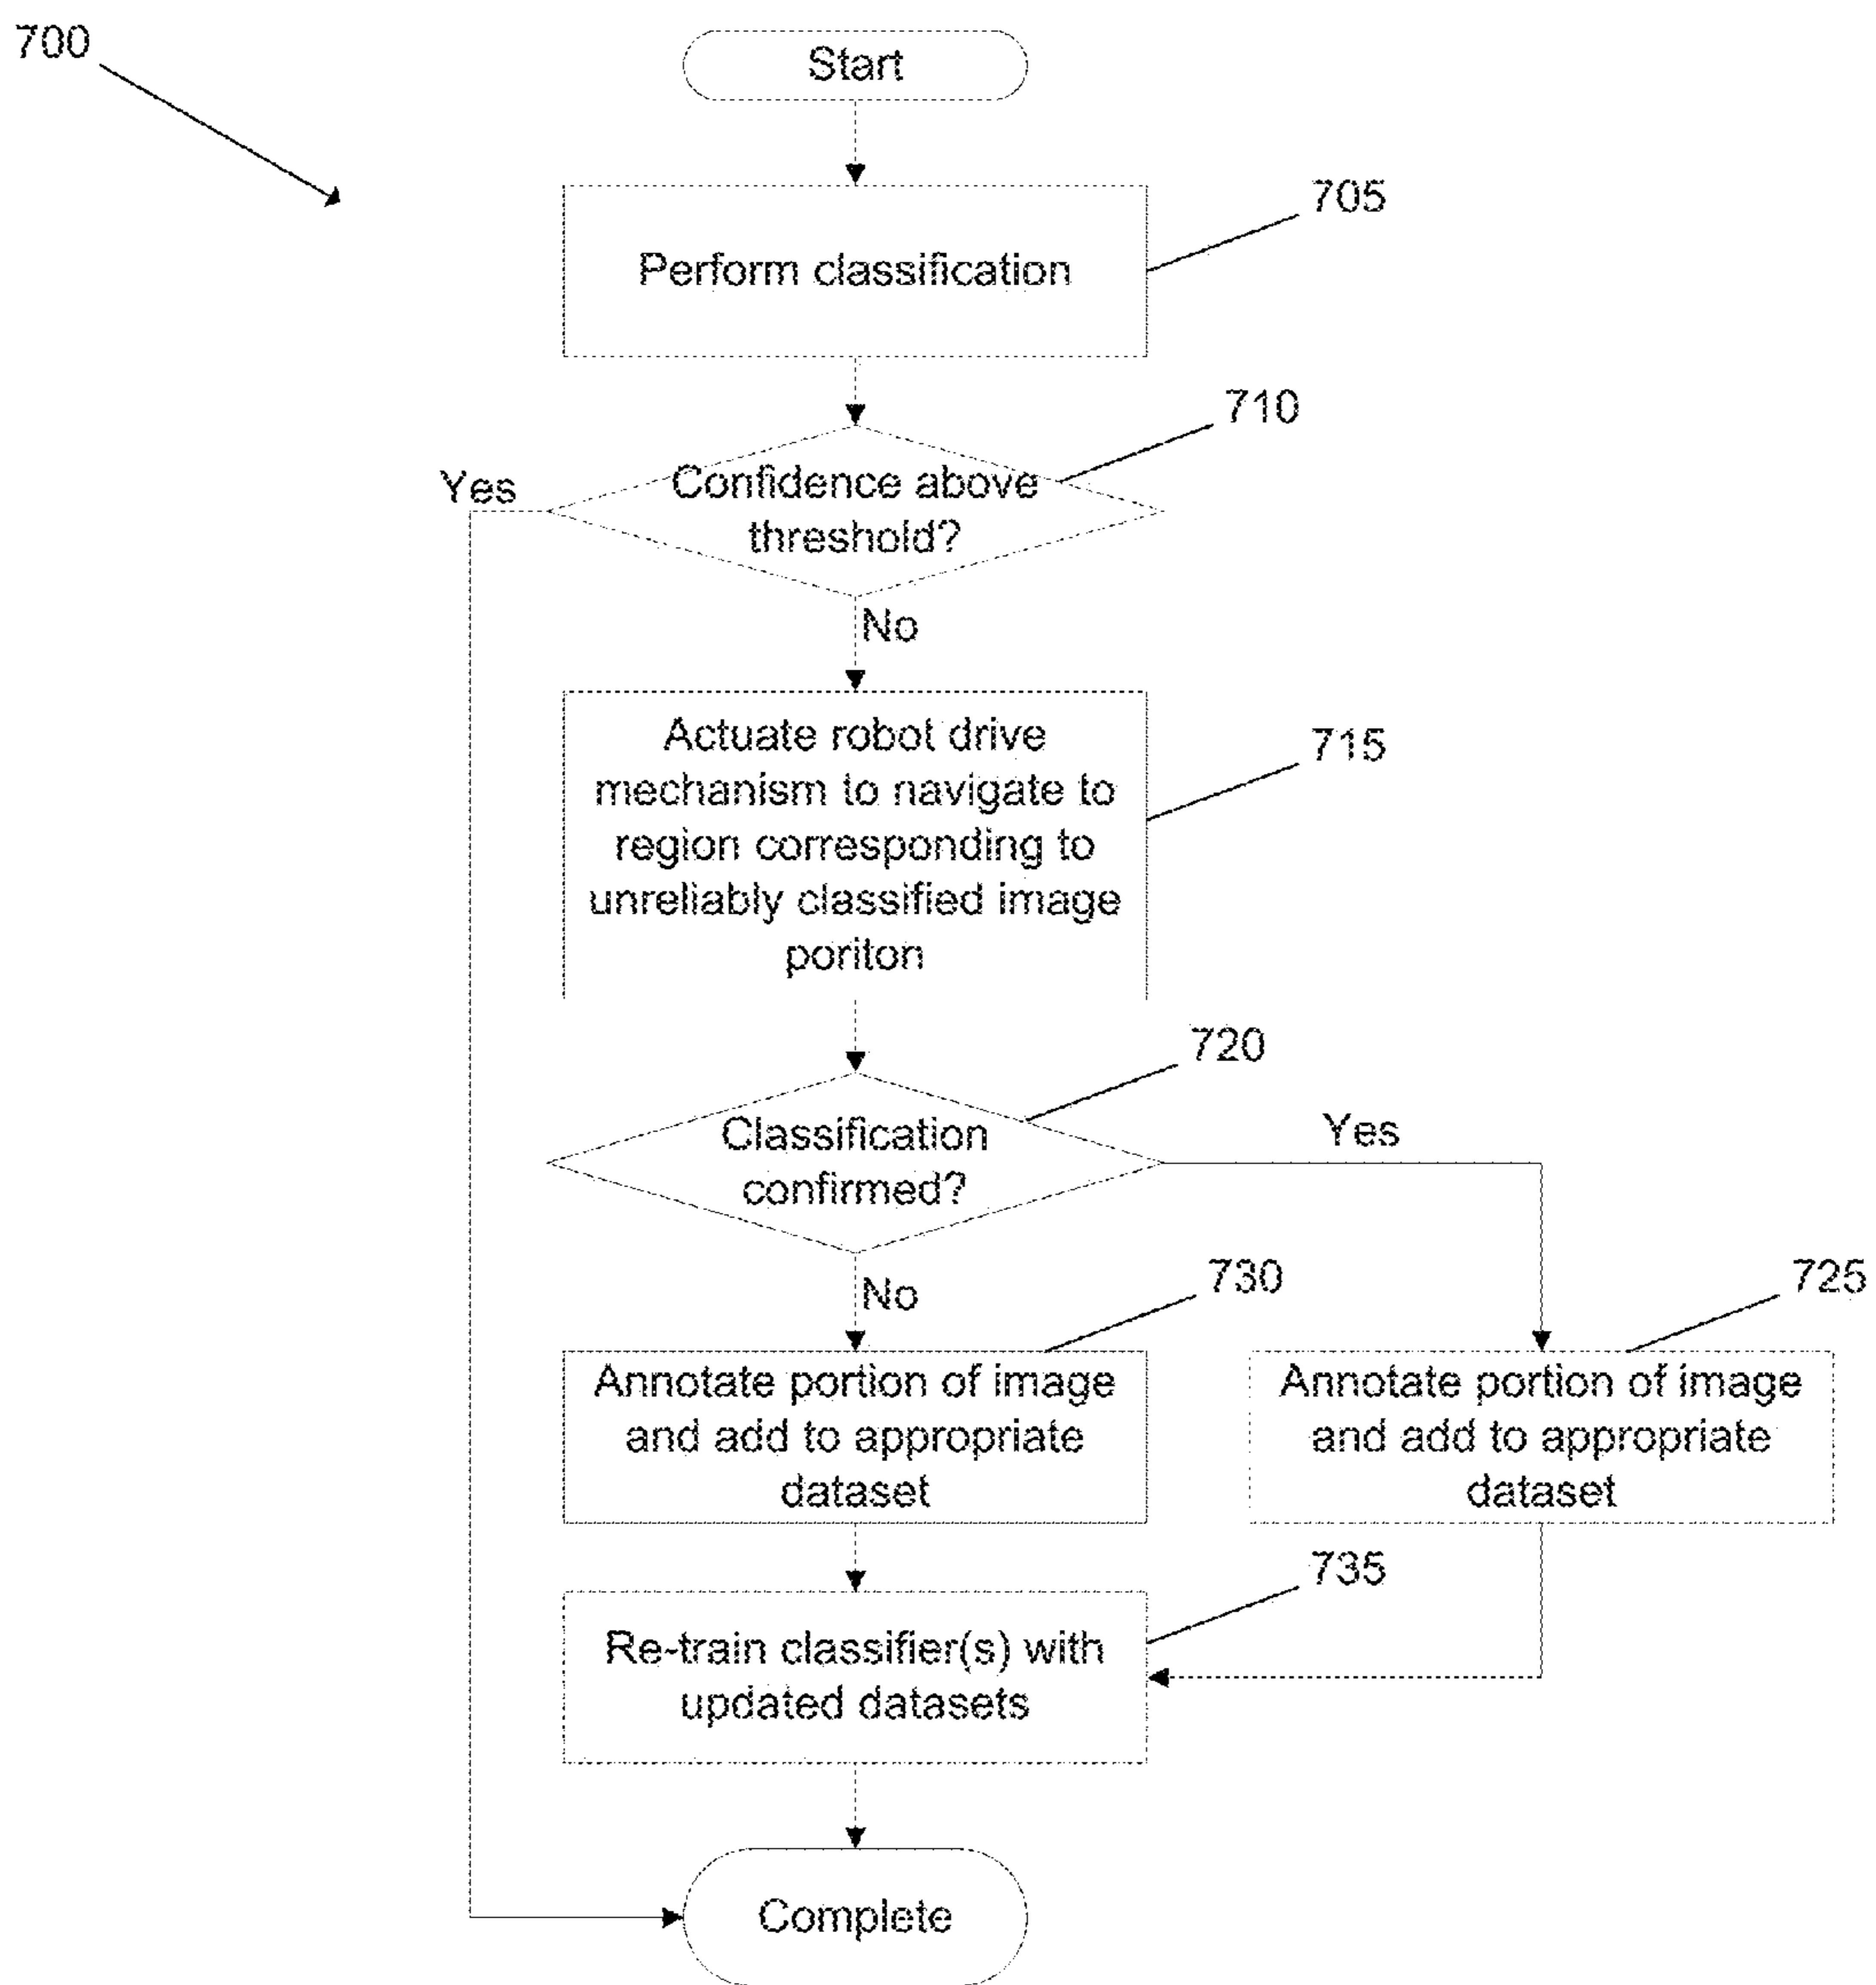 700
Start
705
Perform classification
710
Yes
Confidence above
threshold?
No
Actuate robot drive
mechanism to navigate to
region corresponding to
unreliably classified image
poriton
715
720
Classification
confirmed?
Yes
No
730
725
Annotate portion of image
and add to appropriate
dataset
Annotate portion of image
and add to appropriate
dataset
735
Re-train classifier(s) with
updated datasets
Complete